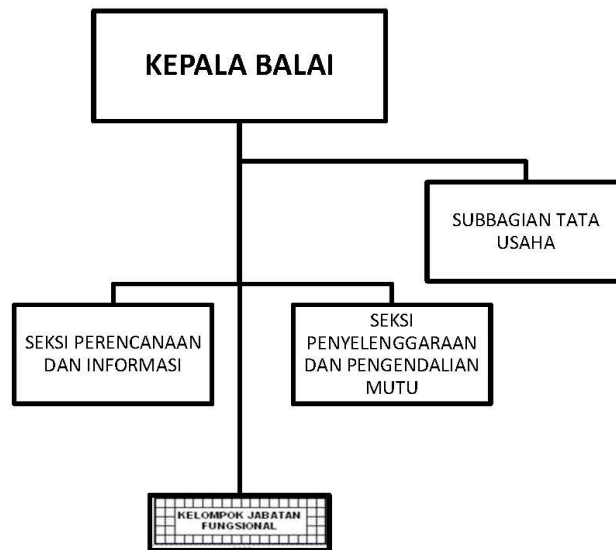 KEPALA BALAI
SUBBAGIAN TATA
USAHA
SEKSI PERENCANAAN
DAN INFORMASI
SEKSI
PENYELENGGARAAN
DAN PENGENDALIAN
MUTU
KELOMPOK JABATAN
FUNGSIONAL